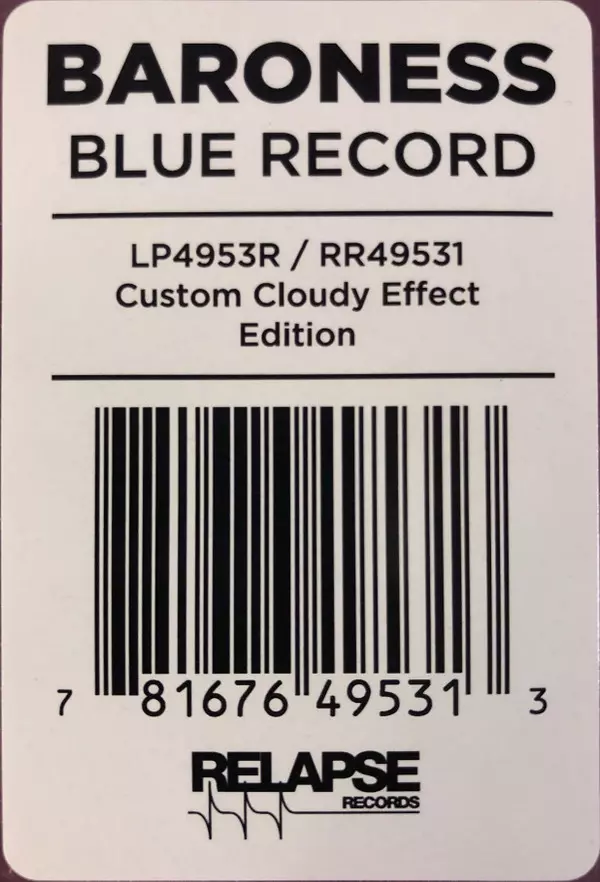 BARONESS
BLUE RECORD
LP4953R / RR49531
Custom Cloudy Effect
Edition
7 81676 49531 3
RELAPSE
RECORDS